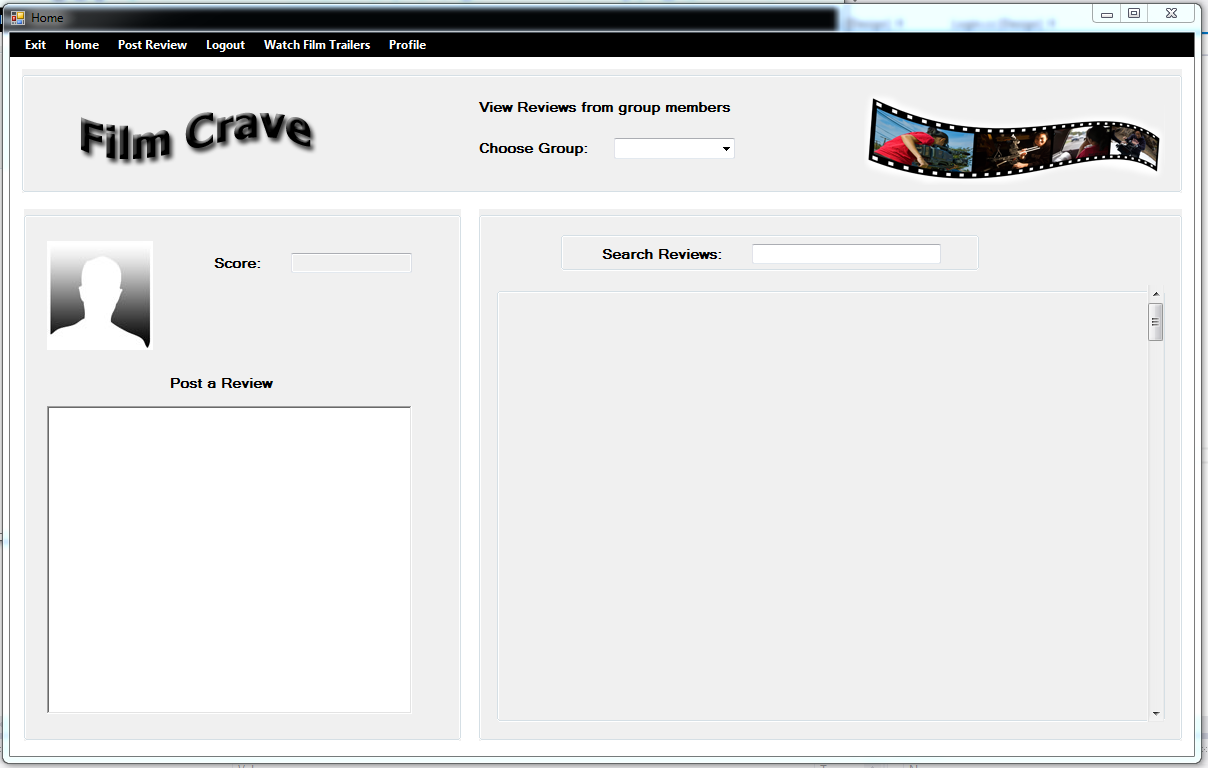 Home
Exit Home Post Review Logout Watch Film Trailers Profile
Film Crave
View Reviews from group members
Choose Group:
Score:
Search Reviews:
Post a Review